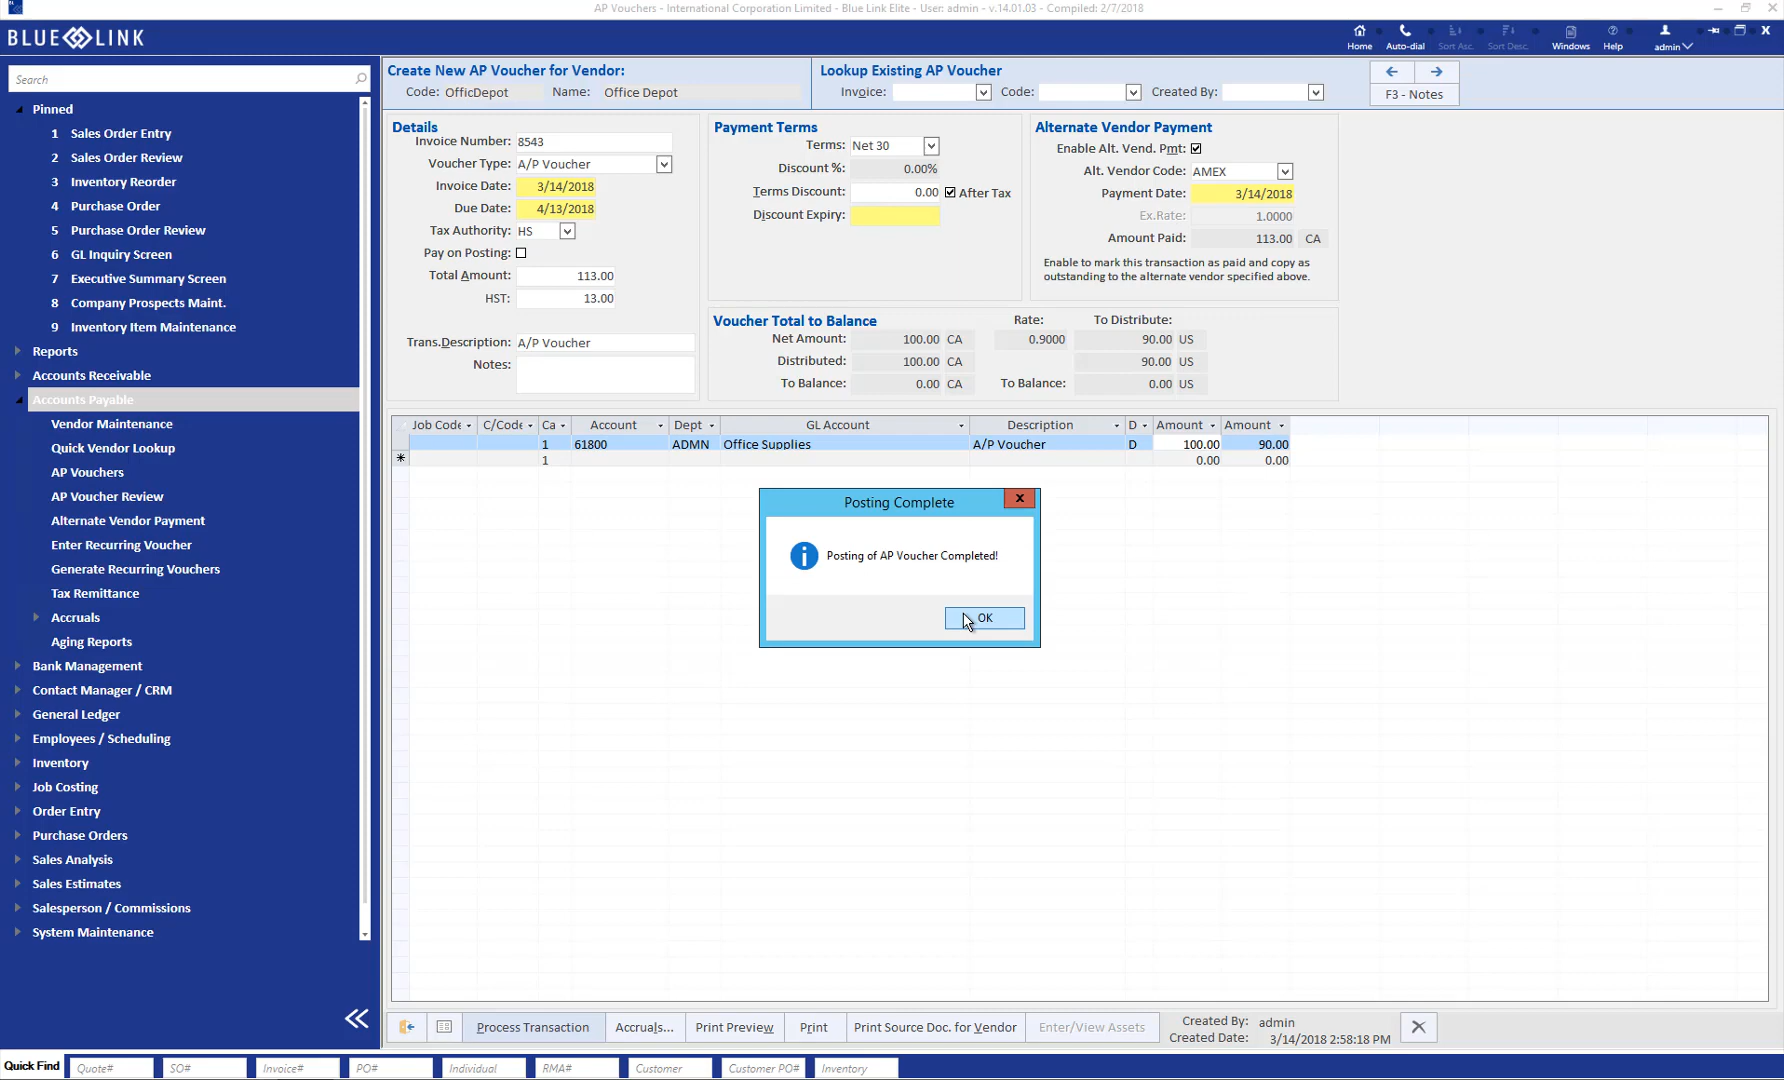 AP Vouchers - International Corporation Limited - Blue Link Elite - User: admin - v.14.01.03 - Compiled: 2/7/2018
BLUE LINK
Home Auto-dial Sort Asc. Sort Desc. Windows Help admin
Search
Pinned
1 Sales Order Entry
2 Sales Order Review
3 Inventory Reorder
4 Purchase Order
5 Purchase Order Review
6 GL Inquiry Screen
7 Executive Summary Screen
8 Company Prospects Maint.
9 Inventory Item Maintenance
Reports
Accounts Receivable
Accounts Payable
Vendor Maintenance
Quick Vendor Lookup
AP Vouchers
AP Voucher Review
Alternate Vendor Payment
Enter Recurring Voucher
Generate Recurring Vouchers
Tax Remittance
Accruals
Aging Reports
Bank Management
Contact Manager / CRM
General Ledger
Employees / Scheduling
Inventory
Job Costing
Order Entry
Purchase Orders
Sales Analysis
Sales Estimates
Salesperson / Commissions
System Maintenance
Create New AP Voucher for Vendor:
Code: OfficDepot Name: Office Depot
Lookup Existing AP Voucher
Invoice: Code: Created By:
F3 - Notes
Details
Invoice Number: 8543
Voucher Type: A/P Voucher
Invoice Date: 3/14/2018
Due Date: 4/13/2018
Tax Authority: HS
Pay on Posting:
Total Amount: 113.00
HST: 13.00
Trans.Description: A/P Voucher
Notes:
Payment Terms
Terms: Net 30
Discount %: 0.00%
Terms Discount: 0.00 After Tax
Discount Expiry:
Alternate Vendor Payment
Enable Alt. Vend. Pmt:
Alt. Vendor Code: AMEX
Payment Date: 3/14/2018
Ex.Rate: 1.0000
Amount Paid: 113.00 CA
Enable to mark this transaction as paid and copy as
outstanding to the alternate vendor specified above.
Voucher Total to Balance Rate: To Distribute:
Net Amount: 100.00 CA 0.9000 90.00 US
Distributed: 100.00 CA 90.00 US
To Balance: 0.00 CA To Balance: 0.00 US
Job Code C/Code Ca Account Dept GL Account Description D Amount Amount
1 61800 ADMN Office Supplies A/P Voucher D 100.00 90.00
* 1 0.00 0.00
Posting Complete x
Posting of AP Voucher Completed!
OK
Process Transaction Accruals... Print Preview Print Print Source Doc. for Vendor Enter/View Assets
Created By: admin
Created Date: 3/14/2018 2:58:18 PM
Quick Find Quote# SO# Invoice# PO# Individual RMA# Customer Customer PO# Inventory